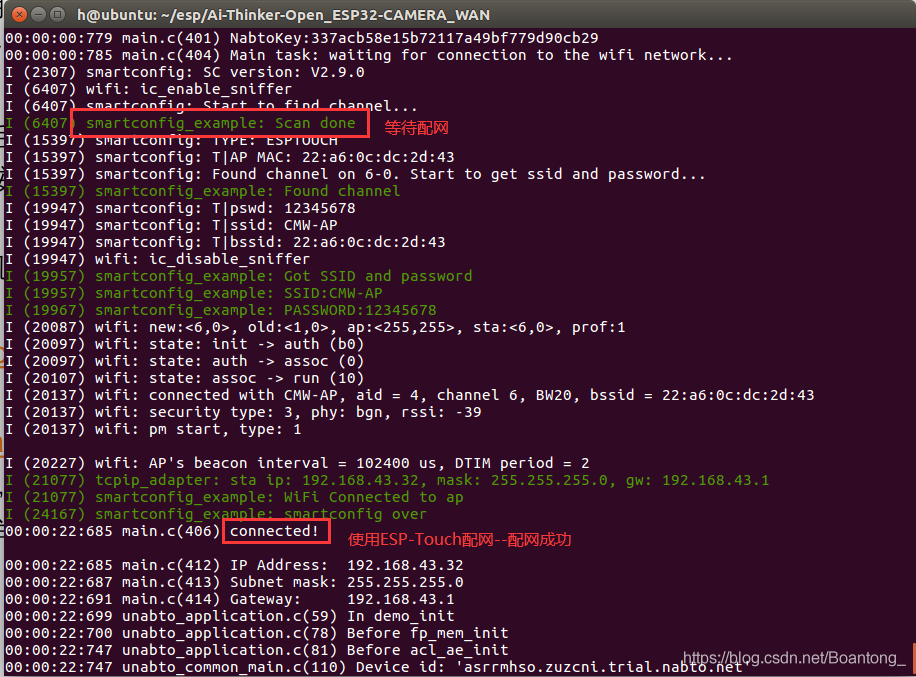 h@ubuntu: ~/esp/Ai-Thinker-Open_ESP32-CAMERA_WAN
00:00:00:779 main.c(401) NabtoKey:337acb58e15b72117a49bf779d90cb29
00:00:00:785 main.c(404) Main task: waiting for connection to the wifi network...
I (2307) smartconfig: SC version: V2.9.0
I (6407) wifi: ic_enable_sniffer
I (6407) smartconfig: Start to find channel...
I (6407) smartconfig_example: Scan done 等待配网
I (15397) smartconfig: TYPE: ESPTOUCH
I (15397) smartconfig: T|AP MAC: 22:a6:0c:dc:2d:43
I (15397) smartconfig: Found channel on 6-0. Start to get ssid and password...
I (15397) smartconfig_example: Found channel
I (19947) smartconfig: T|pswd: 12345678
I (19947) smartconfig: T|ssid: CMW-AP
I (19947) smartconfig: T|bssid: 22:a6:0c:dc:2d:43
I (19947) wifi: ic_disable_sniffer
I (19957) smartconfig_example: Got SSID and password
I (19957) smartconfig_example: SSID:CMW-AP
I (19967) smartconfig_example: PASSWORD:12345678
I (20087) wifi: new:<6,0>, old:<1,0>, ap:<255,255>, sta:<6,0>, prof:1
I (20097) wifi: state: init -> auth (b0)
I (20097) wifi: state: auth -> assoc (0)
I (20107) wifi: state: assoc -> run (10)
I (20137) wifi: connected with CMW-AP, aid = 4, channel 6, BW20, bssid = 22:a6:0c:dc:2d:43
I (20137) wifi: security type: 3, phy: bgn, rssi: -39
I (20137) wifi: pm start, type: 1
I (20227) wifi: AP's beacon interval = 102400 us, DTIM period = 2
I (21077) tcpip_adapter: sta ip: 192.168.43.32, mask: 255.255.255.0, gw: 192.168.43.1
I (21077) smartconfig_example: WiFi Connected to ap
I (24167) smartconfig_example: smartconfig over
00:00:22:685 main.c(406) connected! 使用ESP-Touch配网--配网成功
00:00:22:685 main.c(412) IP Address:  192.168.43.32
00:00:22:687 main.c(413) Subnet mask: 255.255.255.0
00:00:22:691 main.c(414) Gateway:     192.168.43.1
00:00:22:699 unabto_application.c(59) In demo_init
00:00:22:700 unabto_application.c(78) Before fp_mem_init
00:00:22:747 unabto_application.c(81) Before acl_ae_init
00:00:22:747 unabto_common_main.c(110) Device id: 'asrrmhso.zuzcni.trial.nabto.net'
https://blog.csdn.net/Boantong_